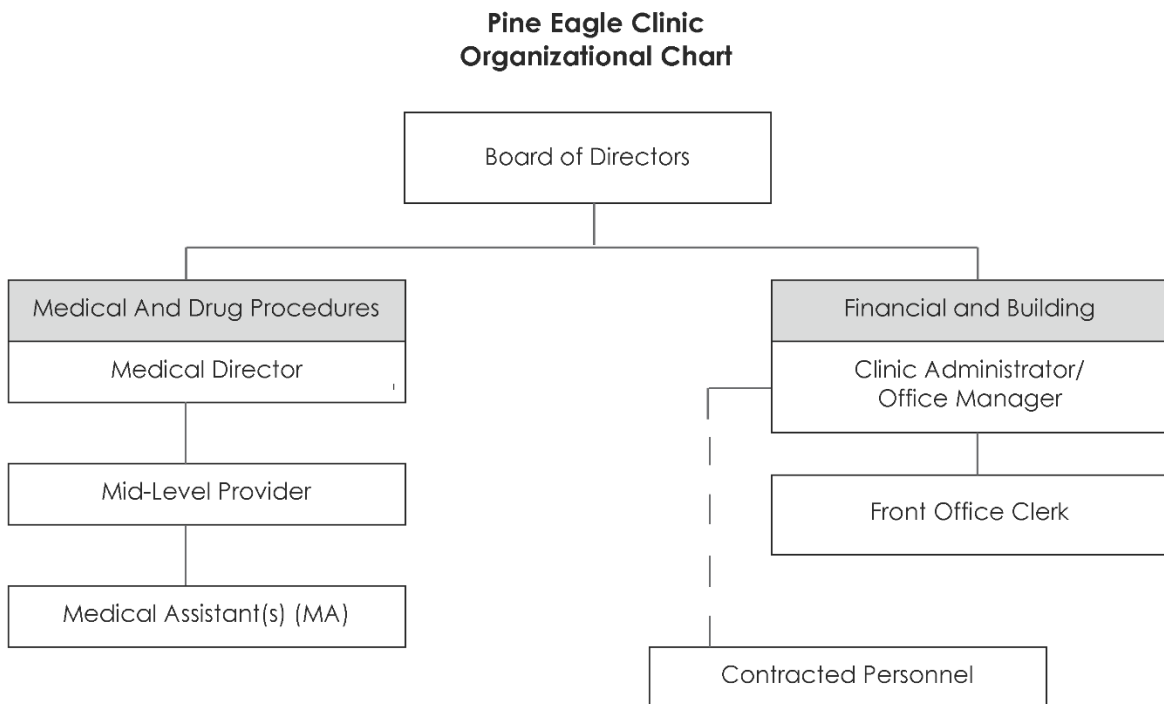 Pine Eagle Clinic
Organizational Chart
Board of Directors
Medical And Drug Procedures
Medical Director
Mid-Level Provider
Medical Assistant(s) (MA)
Financial and Building
Clinic Administrator/
Office Manager
Front Office Clerk
Contracted Personnel